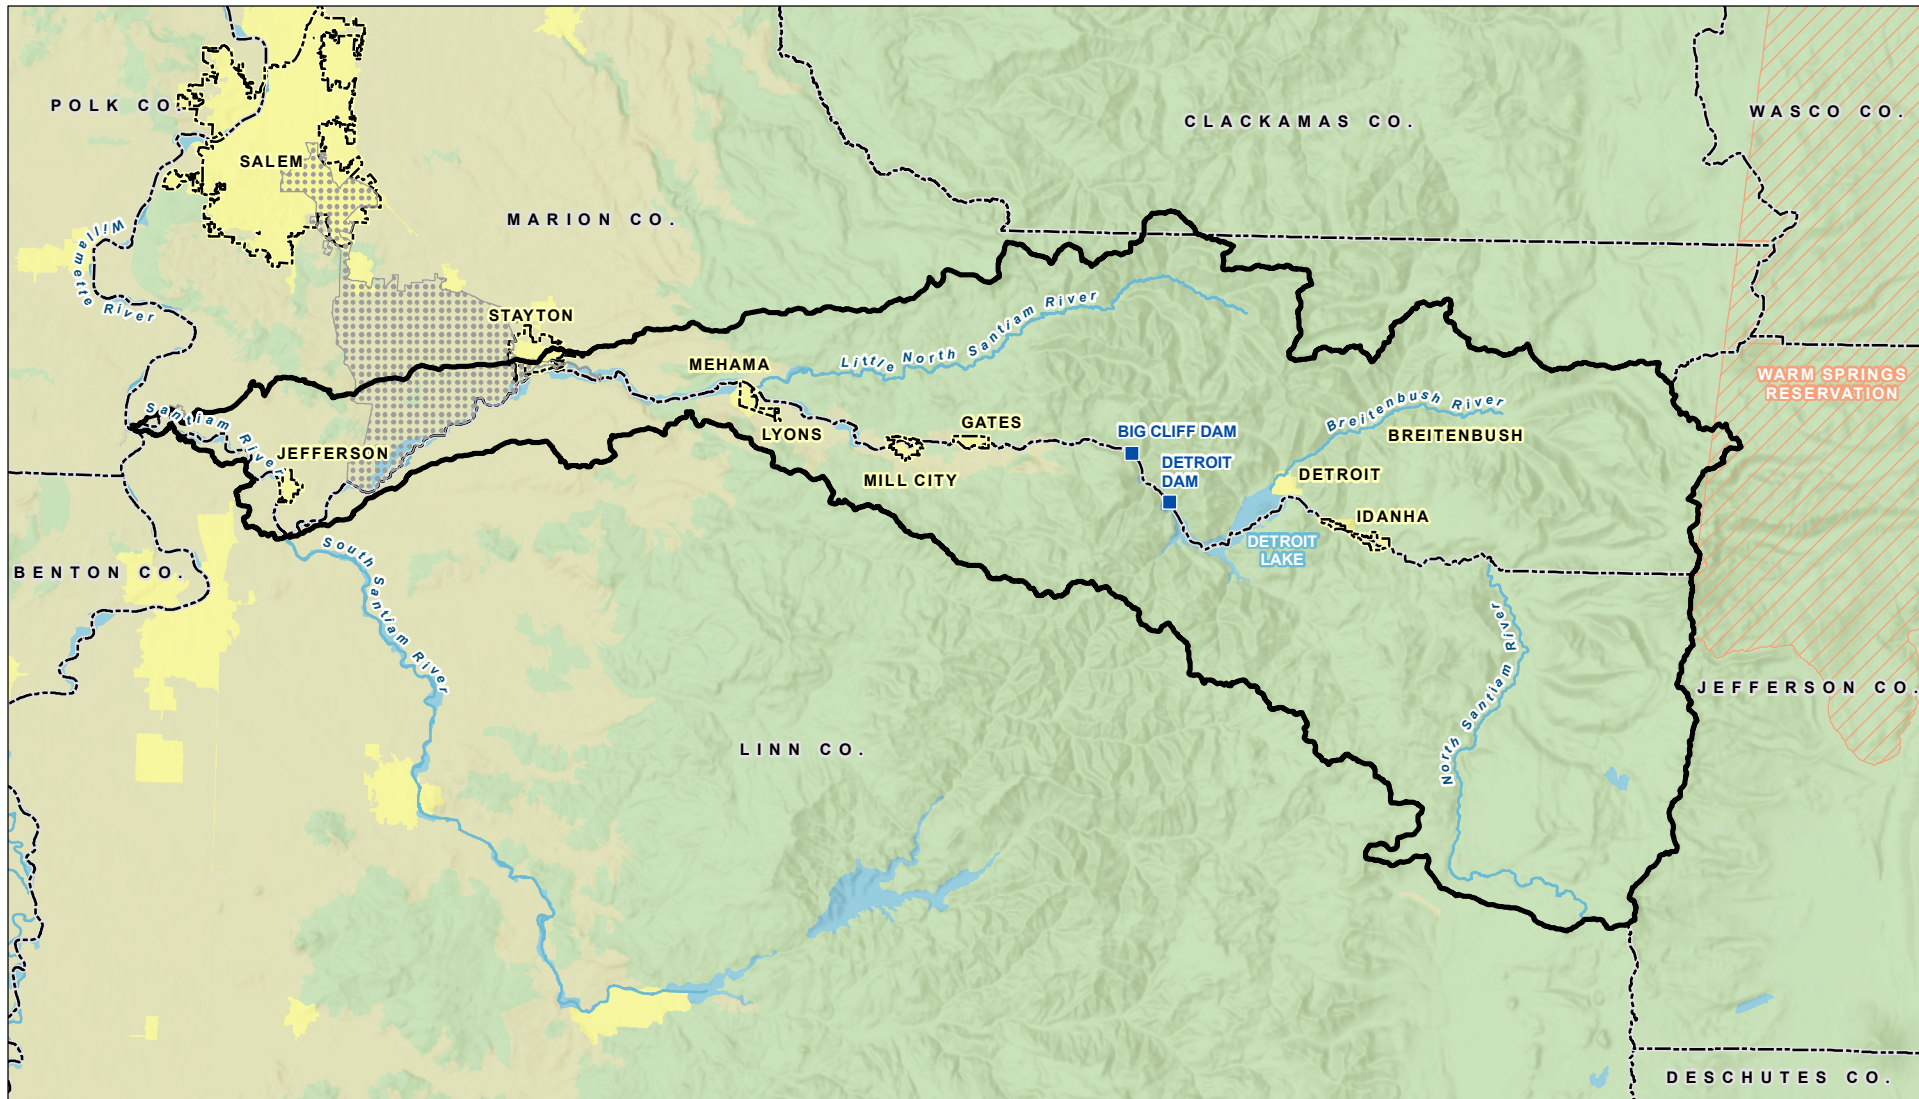 POLK CO.
CLACKAMAS CO.
WASCO CO.
SALEM
MARION CO.
Willamette
River
STAYTON
Little North Santiam River
MEHAMA
WARM SPRINGS
RESERVATION
Santiam River
LYONS
GATES
BIG CLIFF DAM
Breitenbush River
BREITENBUSH
JEFFERSON
MILL CITY
DETROIT
DAM
DETROIT
IDANHA
DETROIT
LAKE
BENTON CO.
South Santiam River
North Santiam River
River
JEFFERSON CO.
LINN CO.
DESCHUTES CO.